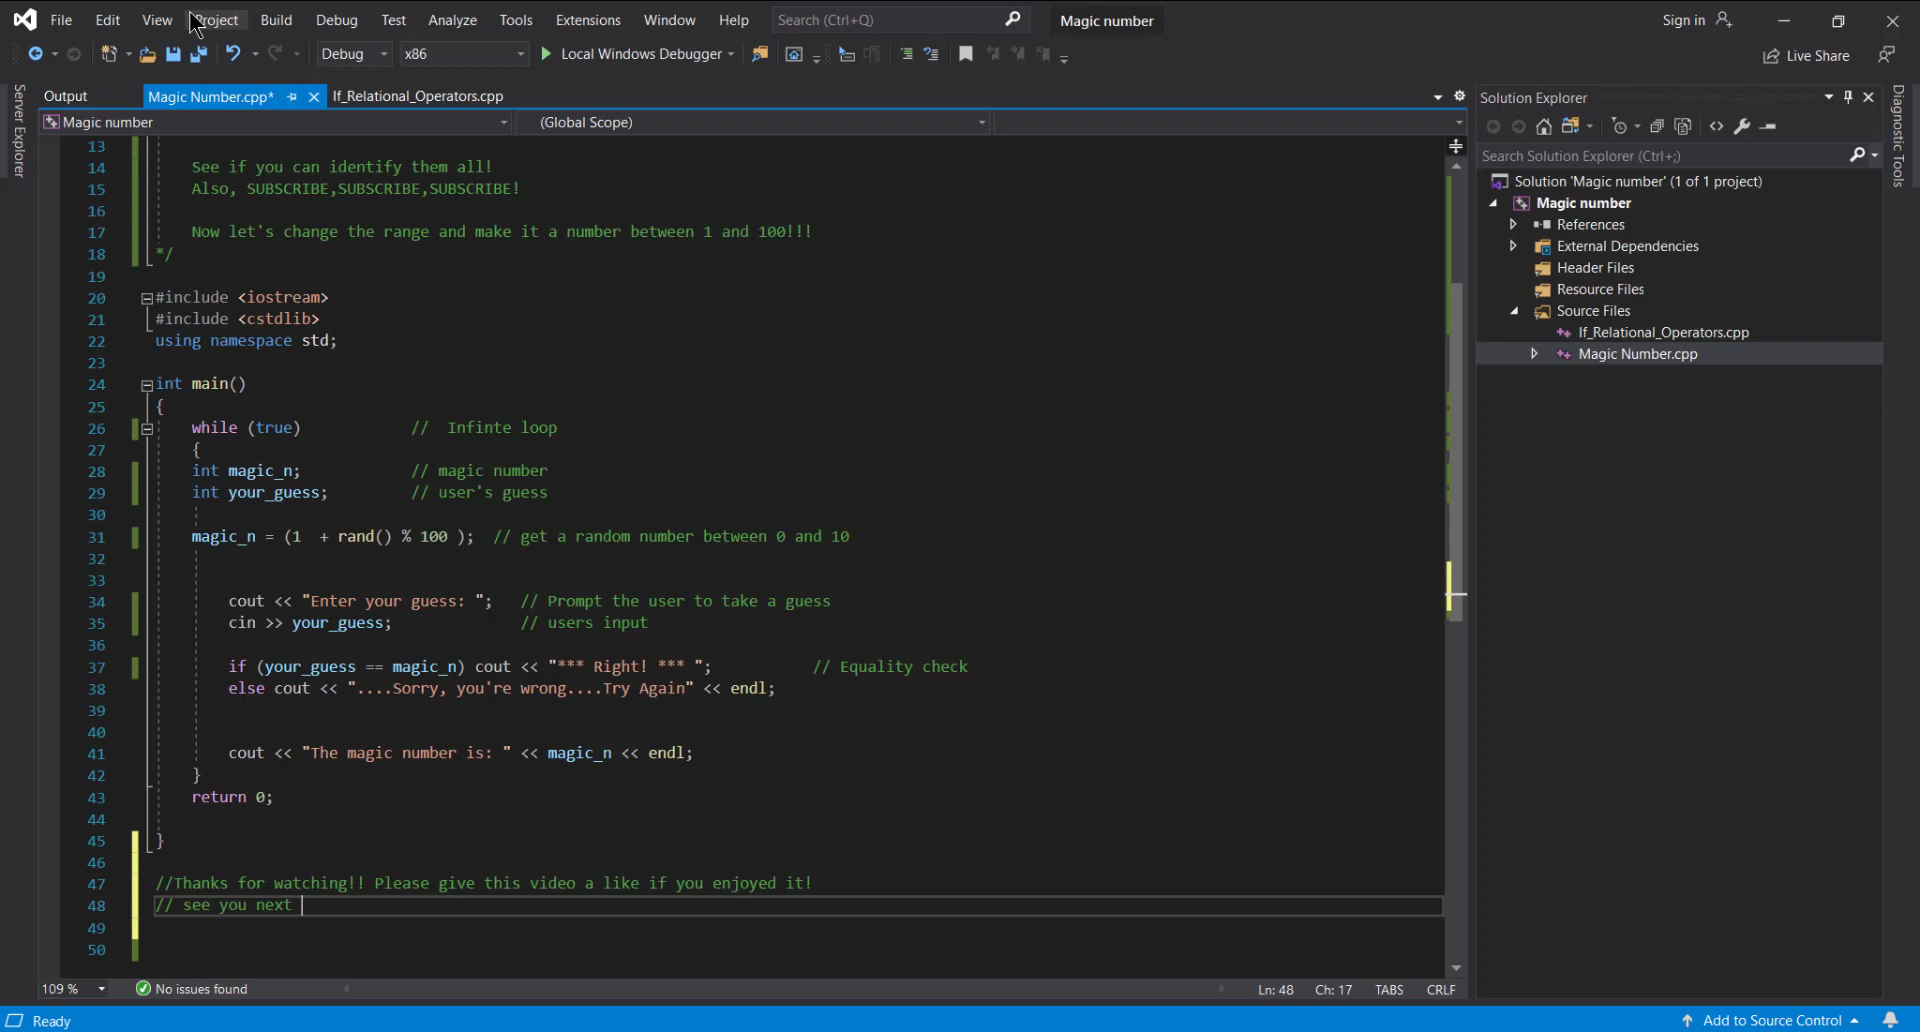 File Edit View Project Build Debug Test Analyze Tools Extensions Window Help Search (Ctrl+Q) Magic number Sign in
Debug x86 Local Windows Debugger Live Share
Server Explorer
Output Magic Number.cpp* If_Relational_Operators.cpp
Magic number (Global Scope)
13
14 See if you can identify them all!
15 Also, SUBSCRIBE,SUBSCRIBE,SUBSCRIBE!
16
17 Now let's change the range and make it a number between 1 and 100!!!
18 */
19
20 #include <iostream>
21 #include <cstdlib>
22 using namespace std;
23
24 int main()
25 {
26 while (true) // Infinte loop
27 {
28 int magic_n; // magic number
29 int your_guess; // user's guess
30
31 magic_n = (1 + rand() % 100 ); // get a random number between 0 and 10
32
33
34 cout << "Enter your guess: "; // Prompt the user to take a guess
35 cin >> your_guess; // users input
36
37 if (your_guess == magic_n) cout << "*** Right! *** "; // Equality check
38 else cout << "....Sorry, you're wrong....Try Again" << endl;
39
40
41 cout << "The magic number is: " << magic_n << endl;
42 }
43 return 0;
44
45 }
46
47 //Thanks for watching!! Please give this video a like if you enjoyed it!
48 // see you next
49
50
109 % No issues found Ln: 48 Ch: 17 TABS CRLF
Solution Explorer
Search Solution Explorer (Ctrl+;)
Solution 'Magic number' (1 of 1 project)
Magic number
References
External Dependencies
Header Files
Resource Files
Source Files
If_Relational_Operators.cpp
Magic Number.cpp
Diagnostic Tools
Ready Add to Source Control